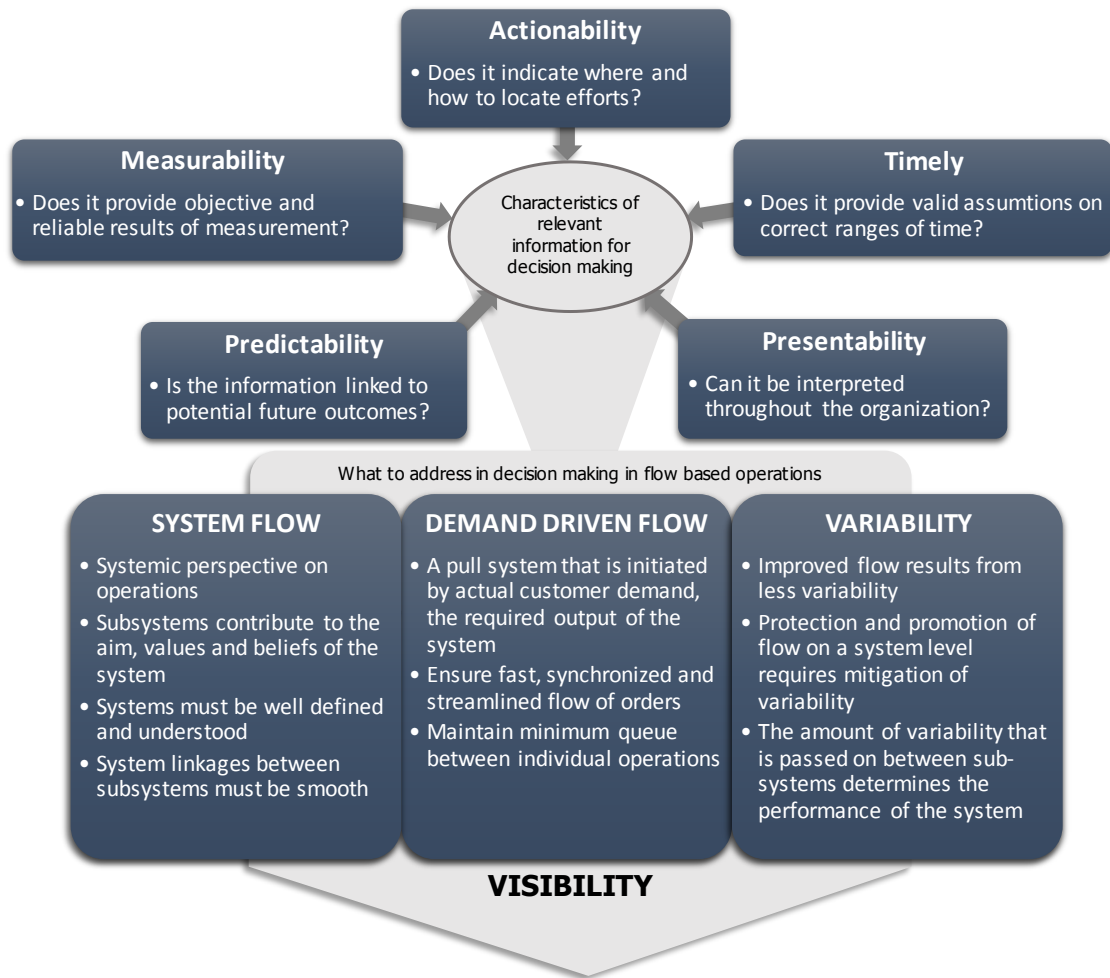 Actionability
• Does it indicate where and
how to locate efforts?
Measurability
• Does it provide objective and
reliable results of measurement?
Characteristics of
relevant
information for
decision making
Timely
• Does it provide valid assumtions on
correct ranges of time?
Predictability
• Is the information linked to
potential future outcomes?
Presentability
• Can it be interpreted
throughout the organization?
What to address in decision making in flow based operations
SYSTEM FLOW
• Systemic perspective on
operations
• Subsystems contribute to the
aim, values and beliefs of the
system
• Systems must be well defined
and understood
• System linkages between
subsystems must be smooth
DEMAND DRIVEN FLOW
• A pull system that is initiated
by actual customer demand,
the required output of the
system
• Ensure fast, synchronized and
streamlined flow of orders
• Maintain minimum queue
between individual operations
VARIABILITY
• Improved flow results from
less variability
• Protection and promotion of
flow on a system level
requires mitigation of
variability
• The amount of variability that
is passed on between sub-
systems determines the
performance of the system
VISIBILITY